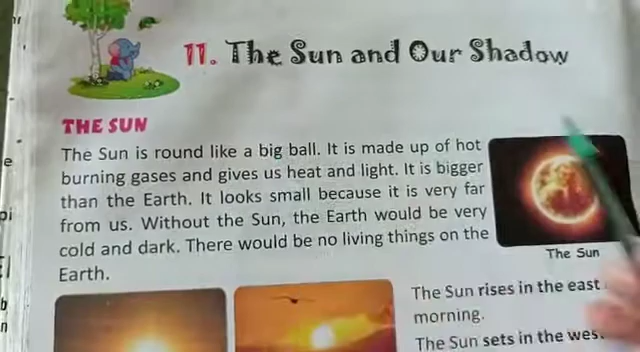 11. The Sun and Our Shadow
THE SUN
The Sun is round like a big ball. It is made up of hot
burning gases and gives us heat and light. It is bigger
than the Earth. It looks small because it is very far
from us. Without the Sun, the Earth would be very
cold and dark. There would be no living things on the
Earth.
The Sun
The Sun rises in the east
morning.
The Sun sets in the